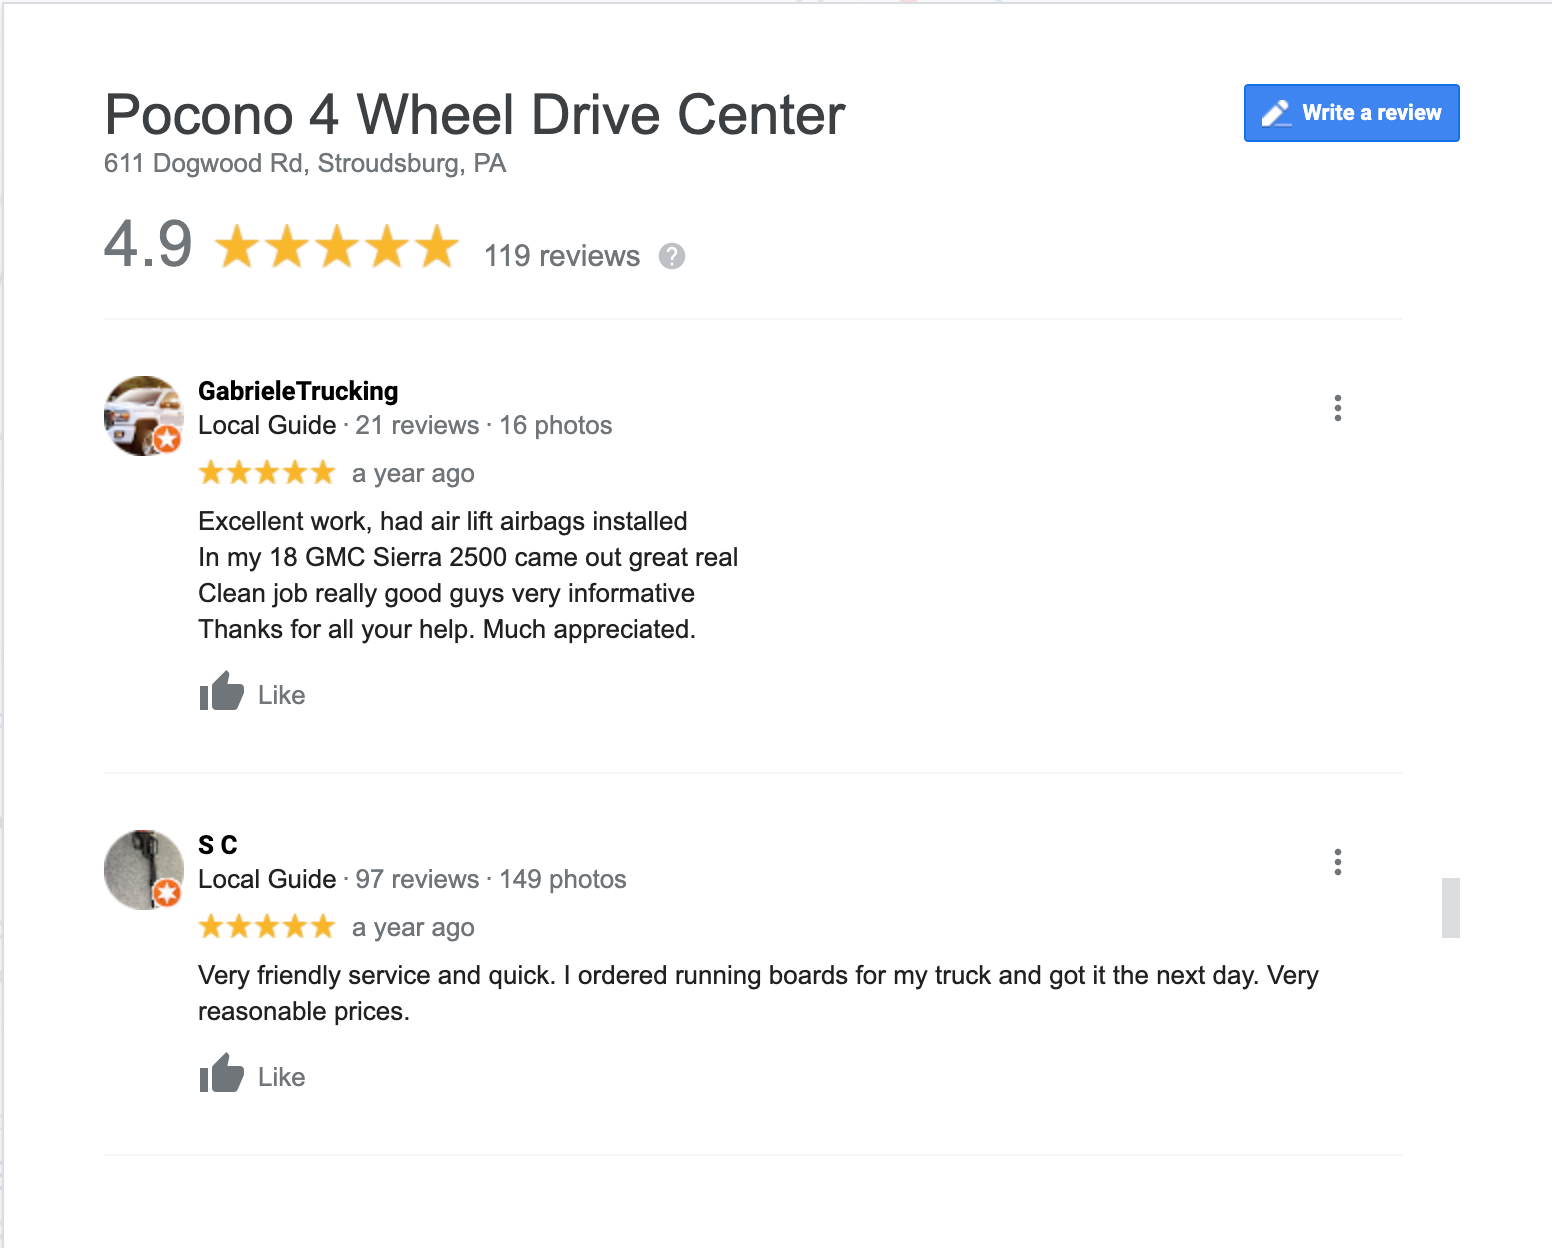 Pocono 4 Wheel Drive Center
Write a review
611 Dogwood Rd, Stroudsburg, PA
4.9 119 reviews ?
GabrieleTrucking
Local Guide · 21 reviews · 16 photos
a year ago
Excellent work, had air lift airbags installed
In my 18 GMC Sierra 2500 came out great real
Clean job really good guys very informative
Thanks for all your help. Much appreciated.
Like
S C
Local Guide · 97 reviews · 149 photos
a year ago
Very friendly service and quick. I ordered running boards for my truck and got it the next day. Very
reasonable prices.
Like